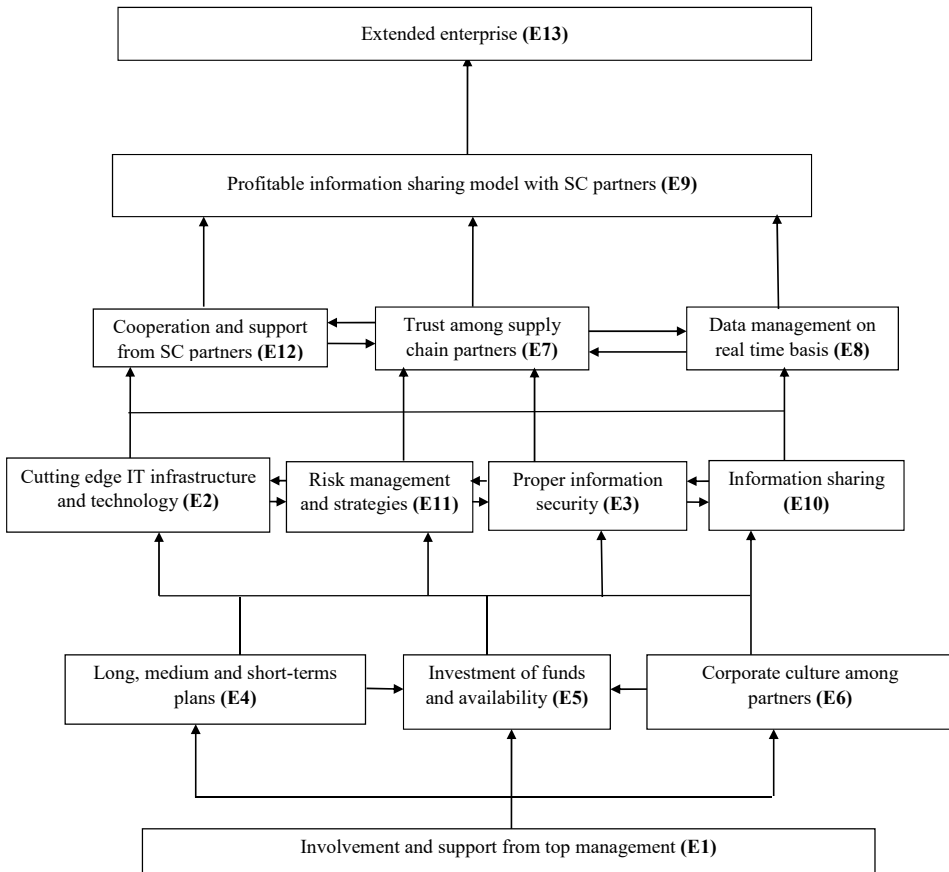 Extended enterprise (E13)
Profitable information sharing model with SC partners (E9)
Cooperation and support
from SC partners (E12)
Trust among supply
chain partners (E7)
Data management on
real time basis (E8)
Cutting edge IT infrastructure
and technology (E2)
Risk management
and strategies (E11)
Proper information
security (E3)
Information sharing
(E10)
Long, medium and short-terms
plans (E4)
Investment of funds
and availability (E5)
Corporate culture among
partners (E6)
Involvement and support from top management (E1)